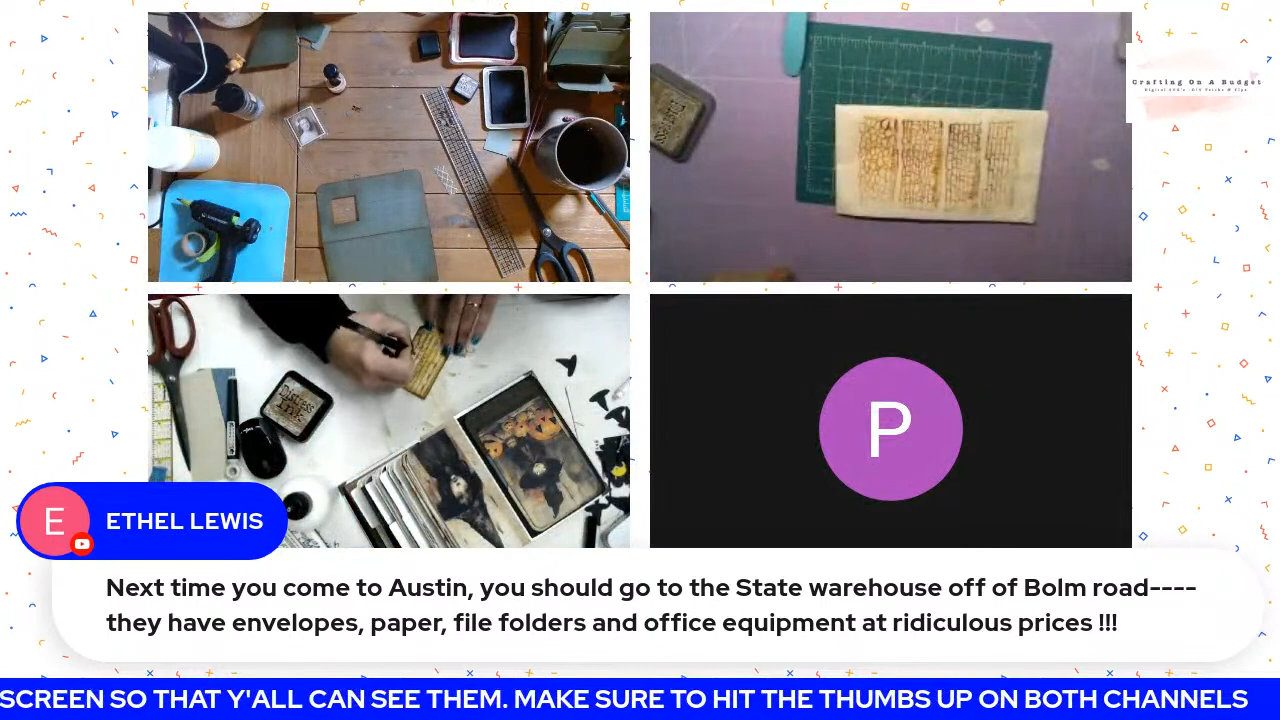 Crafting On A Budget
Distress
Ink
P
E
ETHEL LEWIS
Next time you come to Austin, you should go to the State warehouse off of Bolm road----
they have envelopes, paper, file folders and office equipment at ridiculous prices !!!
SCREEN SO THAT Y'ALL CAN SEE THEM. MAKE SURE TO HIT THE THUMBS UP ON BOTH CHANNELS